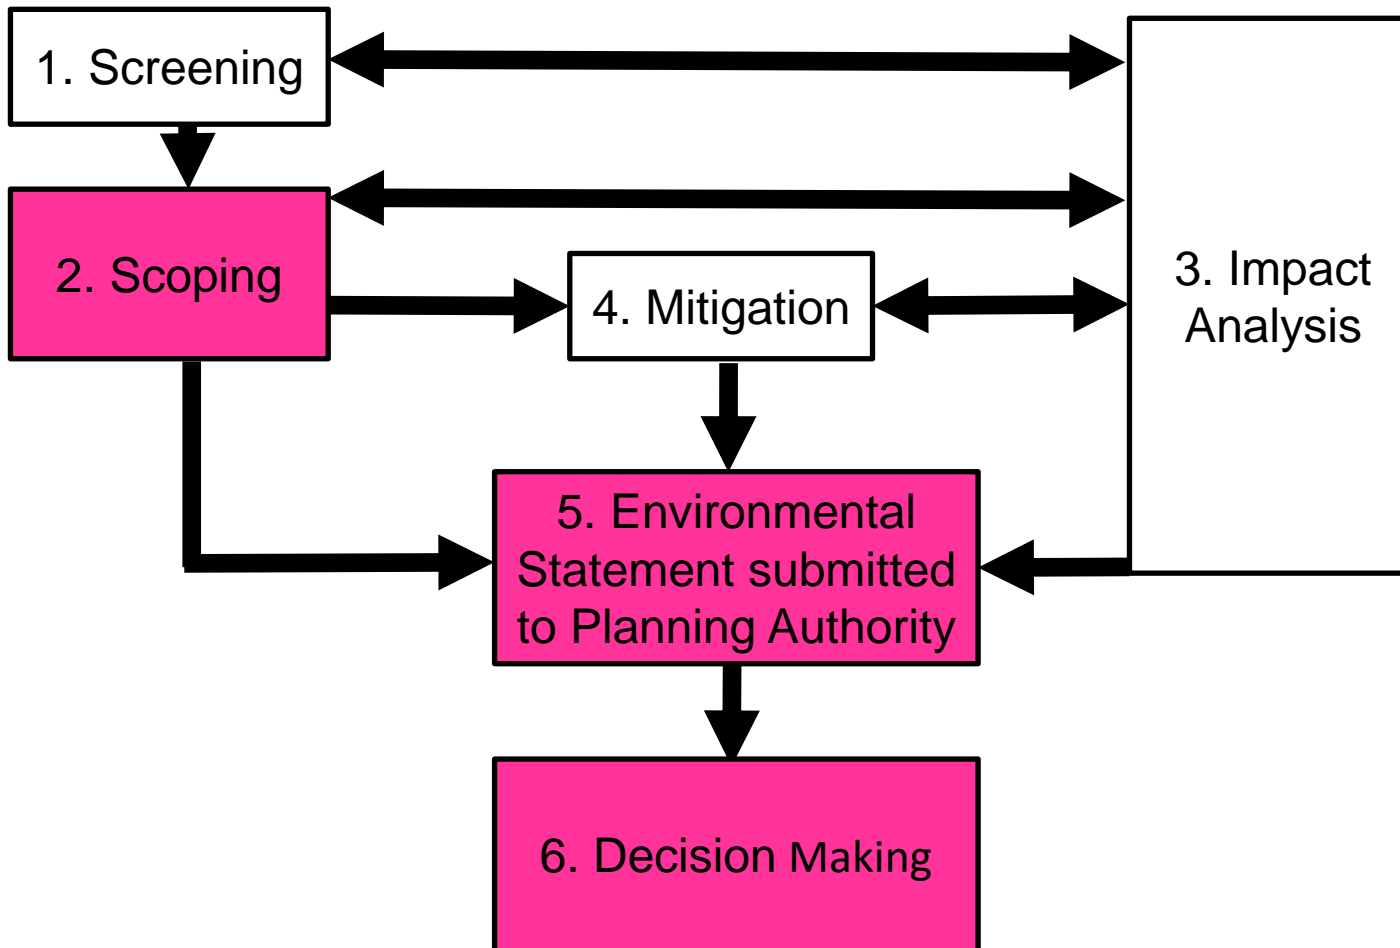 1. Screening
2. Scoping
3. Impact
Analysis
4. Mitigation
5. Environmental
Statement submitted
to Planning Authority
6. Decision Making